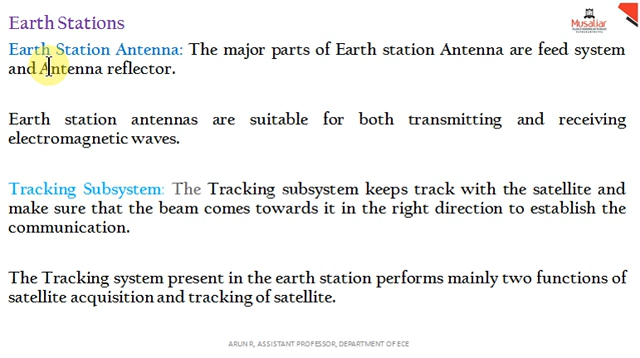 Earth Stations
Musaliar
Earth Station Antenna: The major parts of Earth station Antenna are feed system
and Antenna reflector.
Earth station antennas are suitable for both transmitting and receiving
electromagnetic waves.
Tracking Subsystem: The Tracking subsystem keeps track with the satellite and
make sure that the beam comes towards it in the right direction to establish the
communication.
The Tracking system present in the earth station performs mainly two functions of
satellite acquisition and tracking of satellite.
ARUN R, ASSISTANT PROFESSOR, DEPARTMENT OF ECE